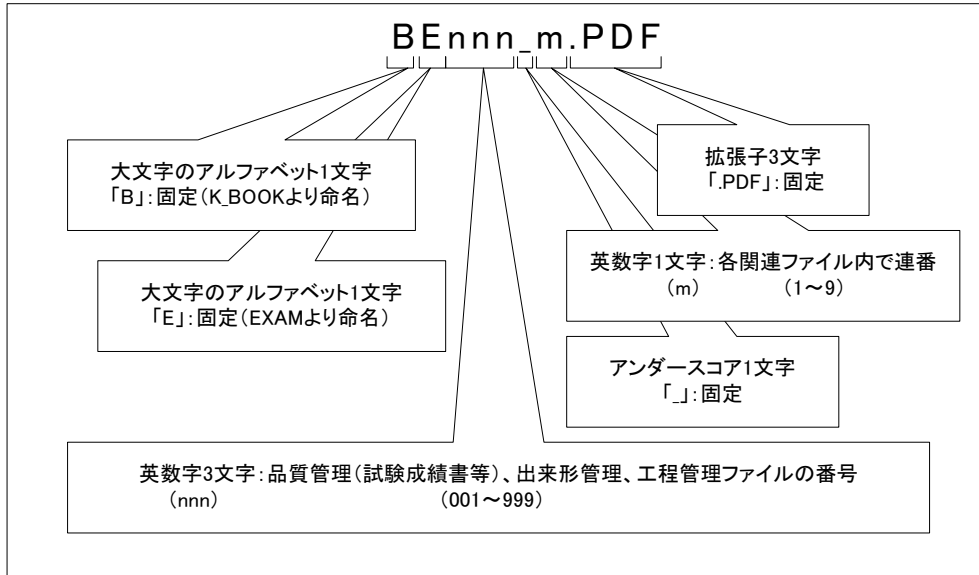 BEnnn_m.PDF
大文字のアルファベット1文字
「B」:固定(K_BOOKより命名)
拡張子3文字
「.PDF」:固定
英数字1文字:各関連ファイル内で連番
(m) (1~9)
大文字のアルファベット1文字
「E」:固定(EXAMより命名)
アンダースコア1文字
「_」:固定
英数字3文字:品質管理(試験成績書等)、出来形管理、工程管理ファイルの番号
(nnn) (001~999)